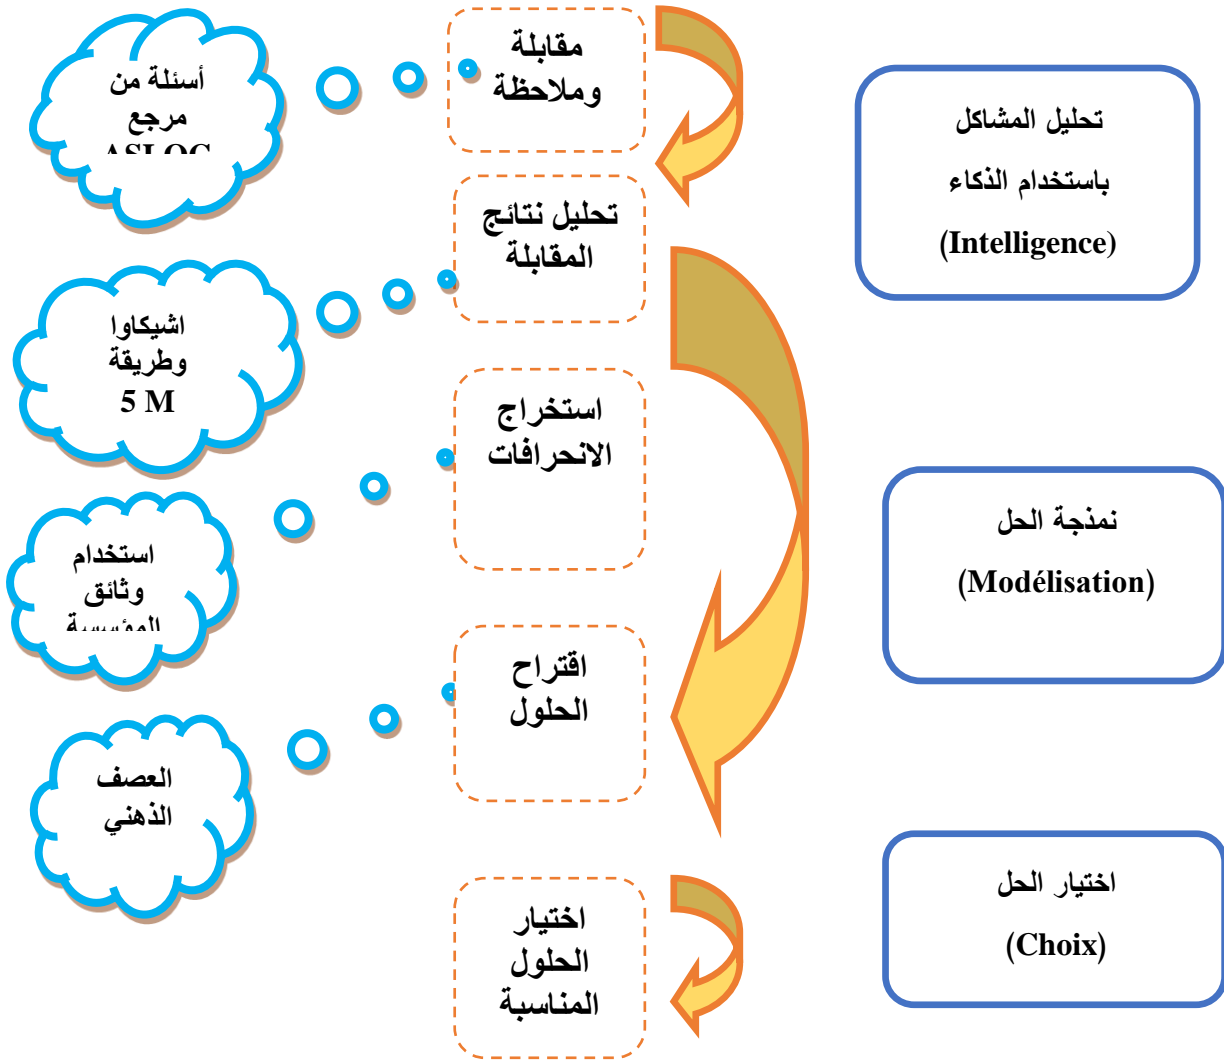 تحليل المشاكل
باستخدام الذكاء
(Intelligence)
نمذجة الحل
(Modélisation)
اختيار الحل
(Choix)
مقابلة
وملاحظة
تحليل نتائج
المقابلة
استخراج
الانحرافات
اقتراح
الحلول
اختيار
الحلول
المناسبة
أسئلة من
مرجع
اشيكاوا
وطريقة
5 M
استخدام
وثائق
المؤسسة
العصف
الذهني